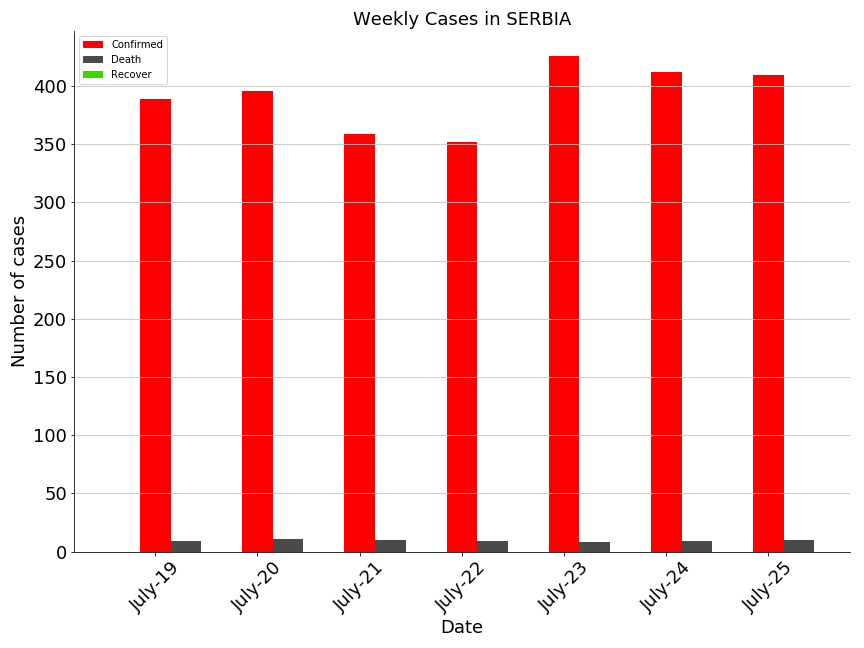 Weekly Cases in SERBIA
Confirmed
Death
Recover
Number of cases
400
350
300
250
200
150
100
50
0
July-19
July-20
July-21
July-22
July-23
July-24
July-25
Date